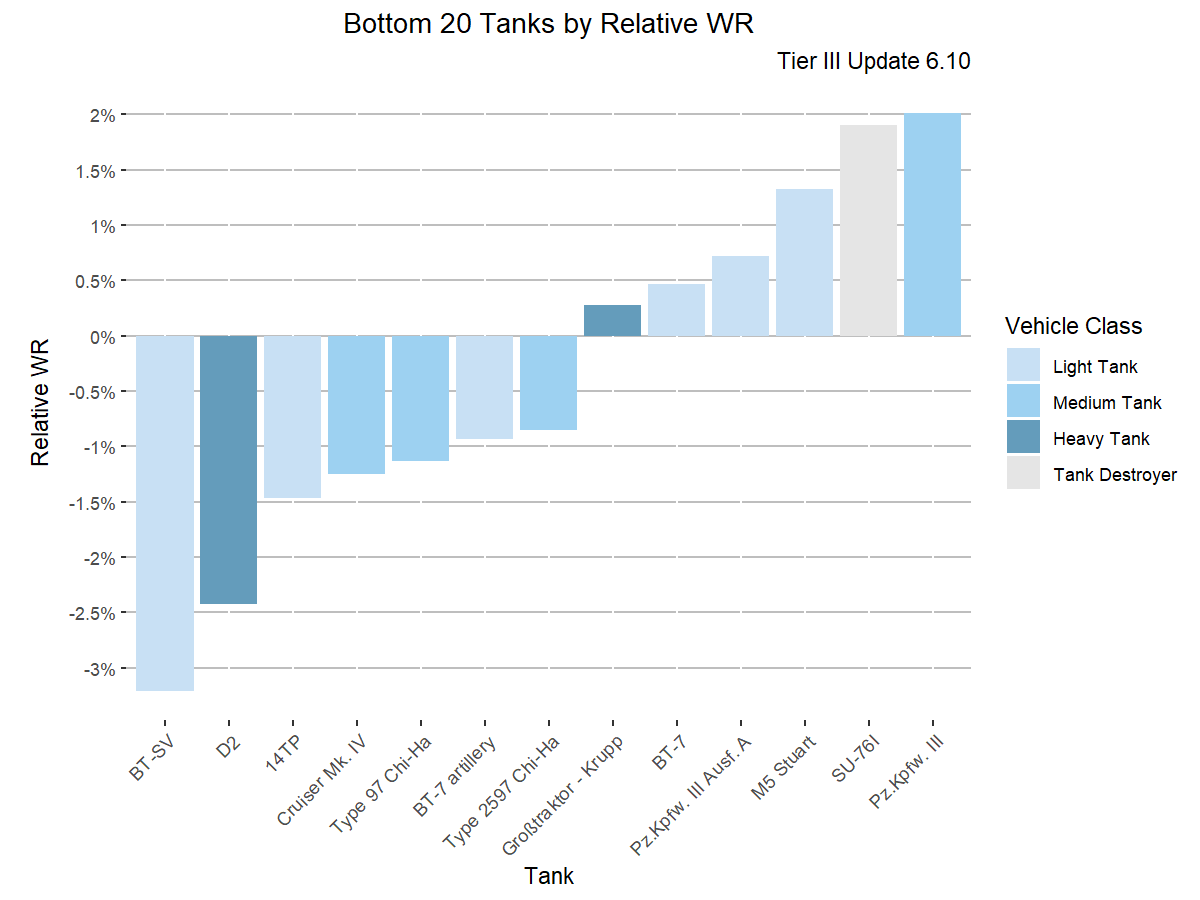 Bottom 20 Tanks by Relative WR
Tier III Update 6.10
2%
1.5%
1%
0.5%
0%
-0.5%
-1%
-1.5%
-2%
-2.5%
-3%
Relative WR
BT-SV
D2
14TP
Cruiser Mk. IV
Type 97 Chi-Ha
BT-7 artillery
Type 2597 Chi-Ha
Großtraktor - Krupp
BT-7
Pz.Kpfw. III Ausf. A
M5 Stuart
SU-76I
Pz.Kpfw. III
Tank
Vehicle Class
Light Tank
Medium Tank
Heavy Tank
Tank Destroyer